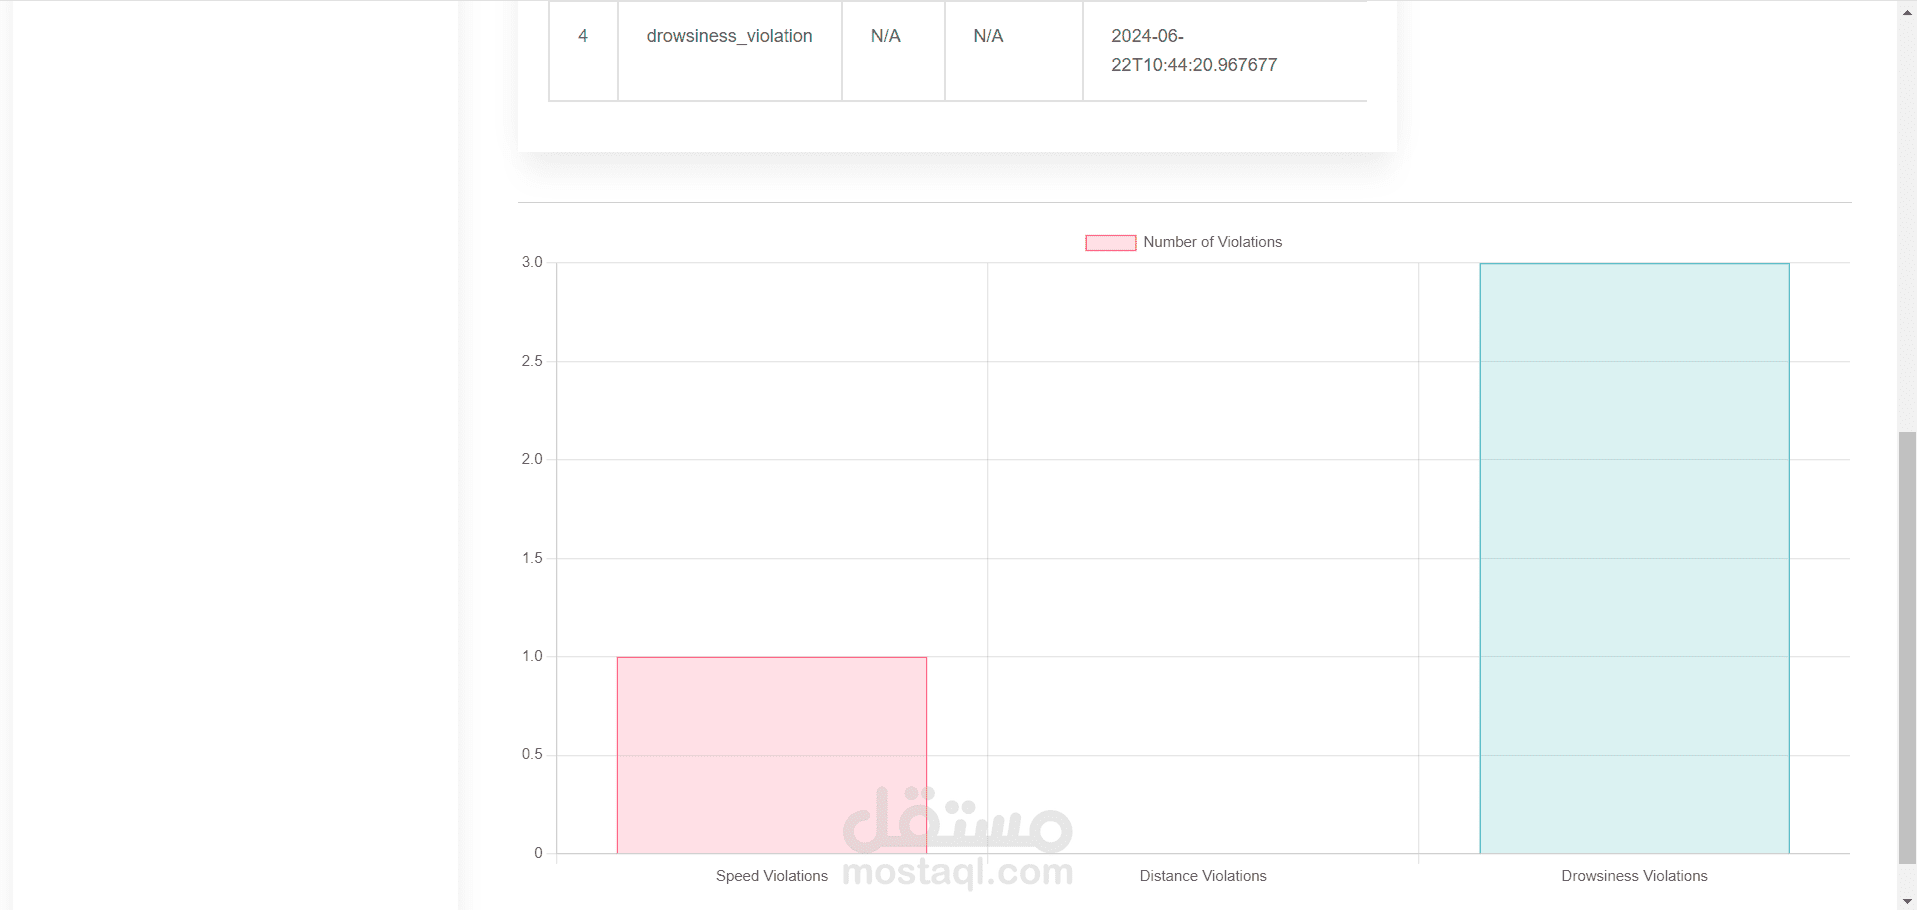 4 drowsiness_violation N/A N/A 2024-06-
22T10:44:20.967677
Number of Violations
3.0
2.5
2.0
1.5
1.0
0.5
0
مستقل
mostaql.com
Speed Violations Distance Violations Drowsiness Violations